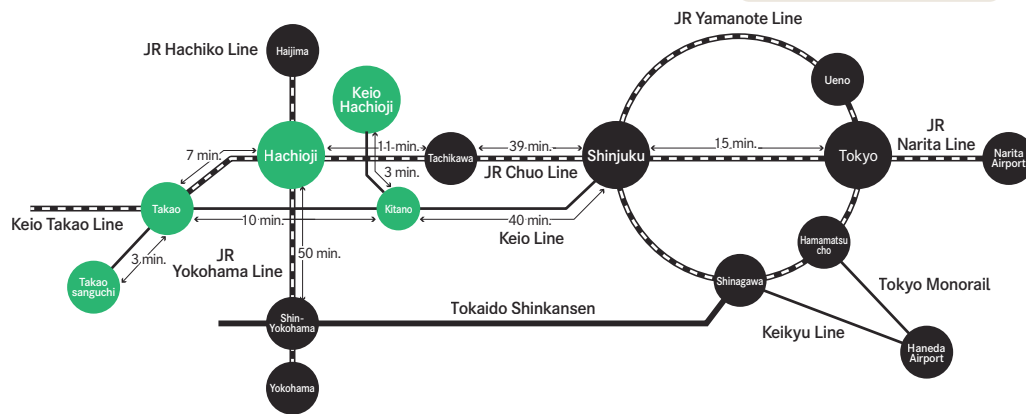 JR Yamanote Line
JR Hachiko Line
Haijima
Ueno
Keio
Hachioji
JR
Narita Line
7 min.
Hachioji
11 min.
Tachikawa
39 min.
Shinjuku
15 min.
Tokyo
Narita
Airport
3 min.
JR Chuo Line
Takao
Kitano
Keio Takao Line
10 min.
40 min.
Keio Line
3 min.
JR
Yokohama Line
50 min.
Hamamatsu
cho
Takao
sanguchi
Shinagawa
Tokyo Monorail
Tokaido Shinkansen
Shin-
Yokohama
Keikyu Line
Haneda
Airport
Yokohama